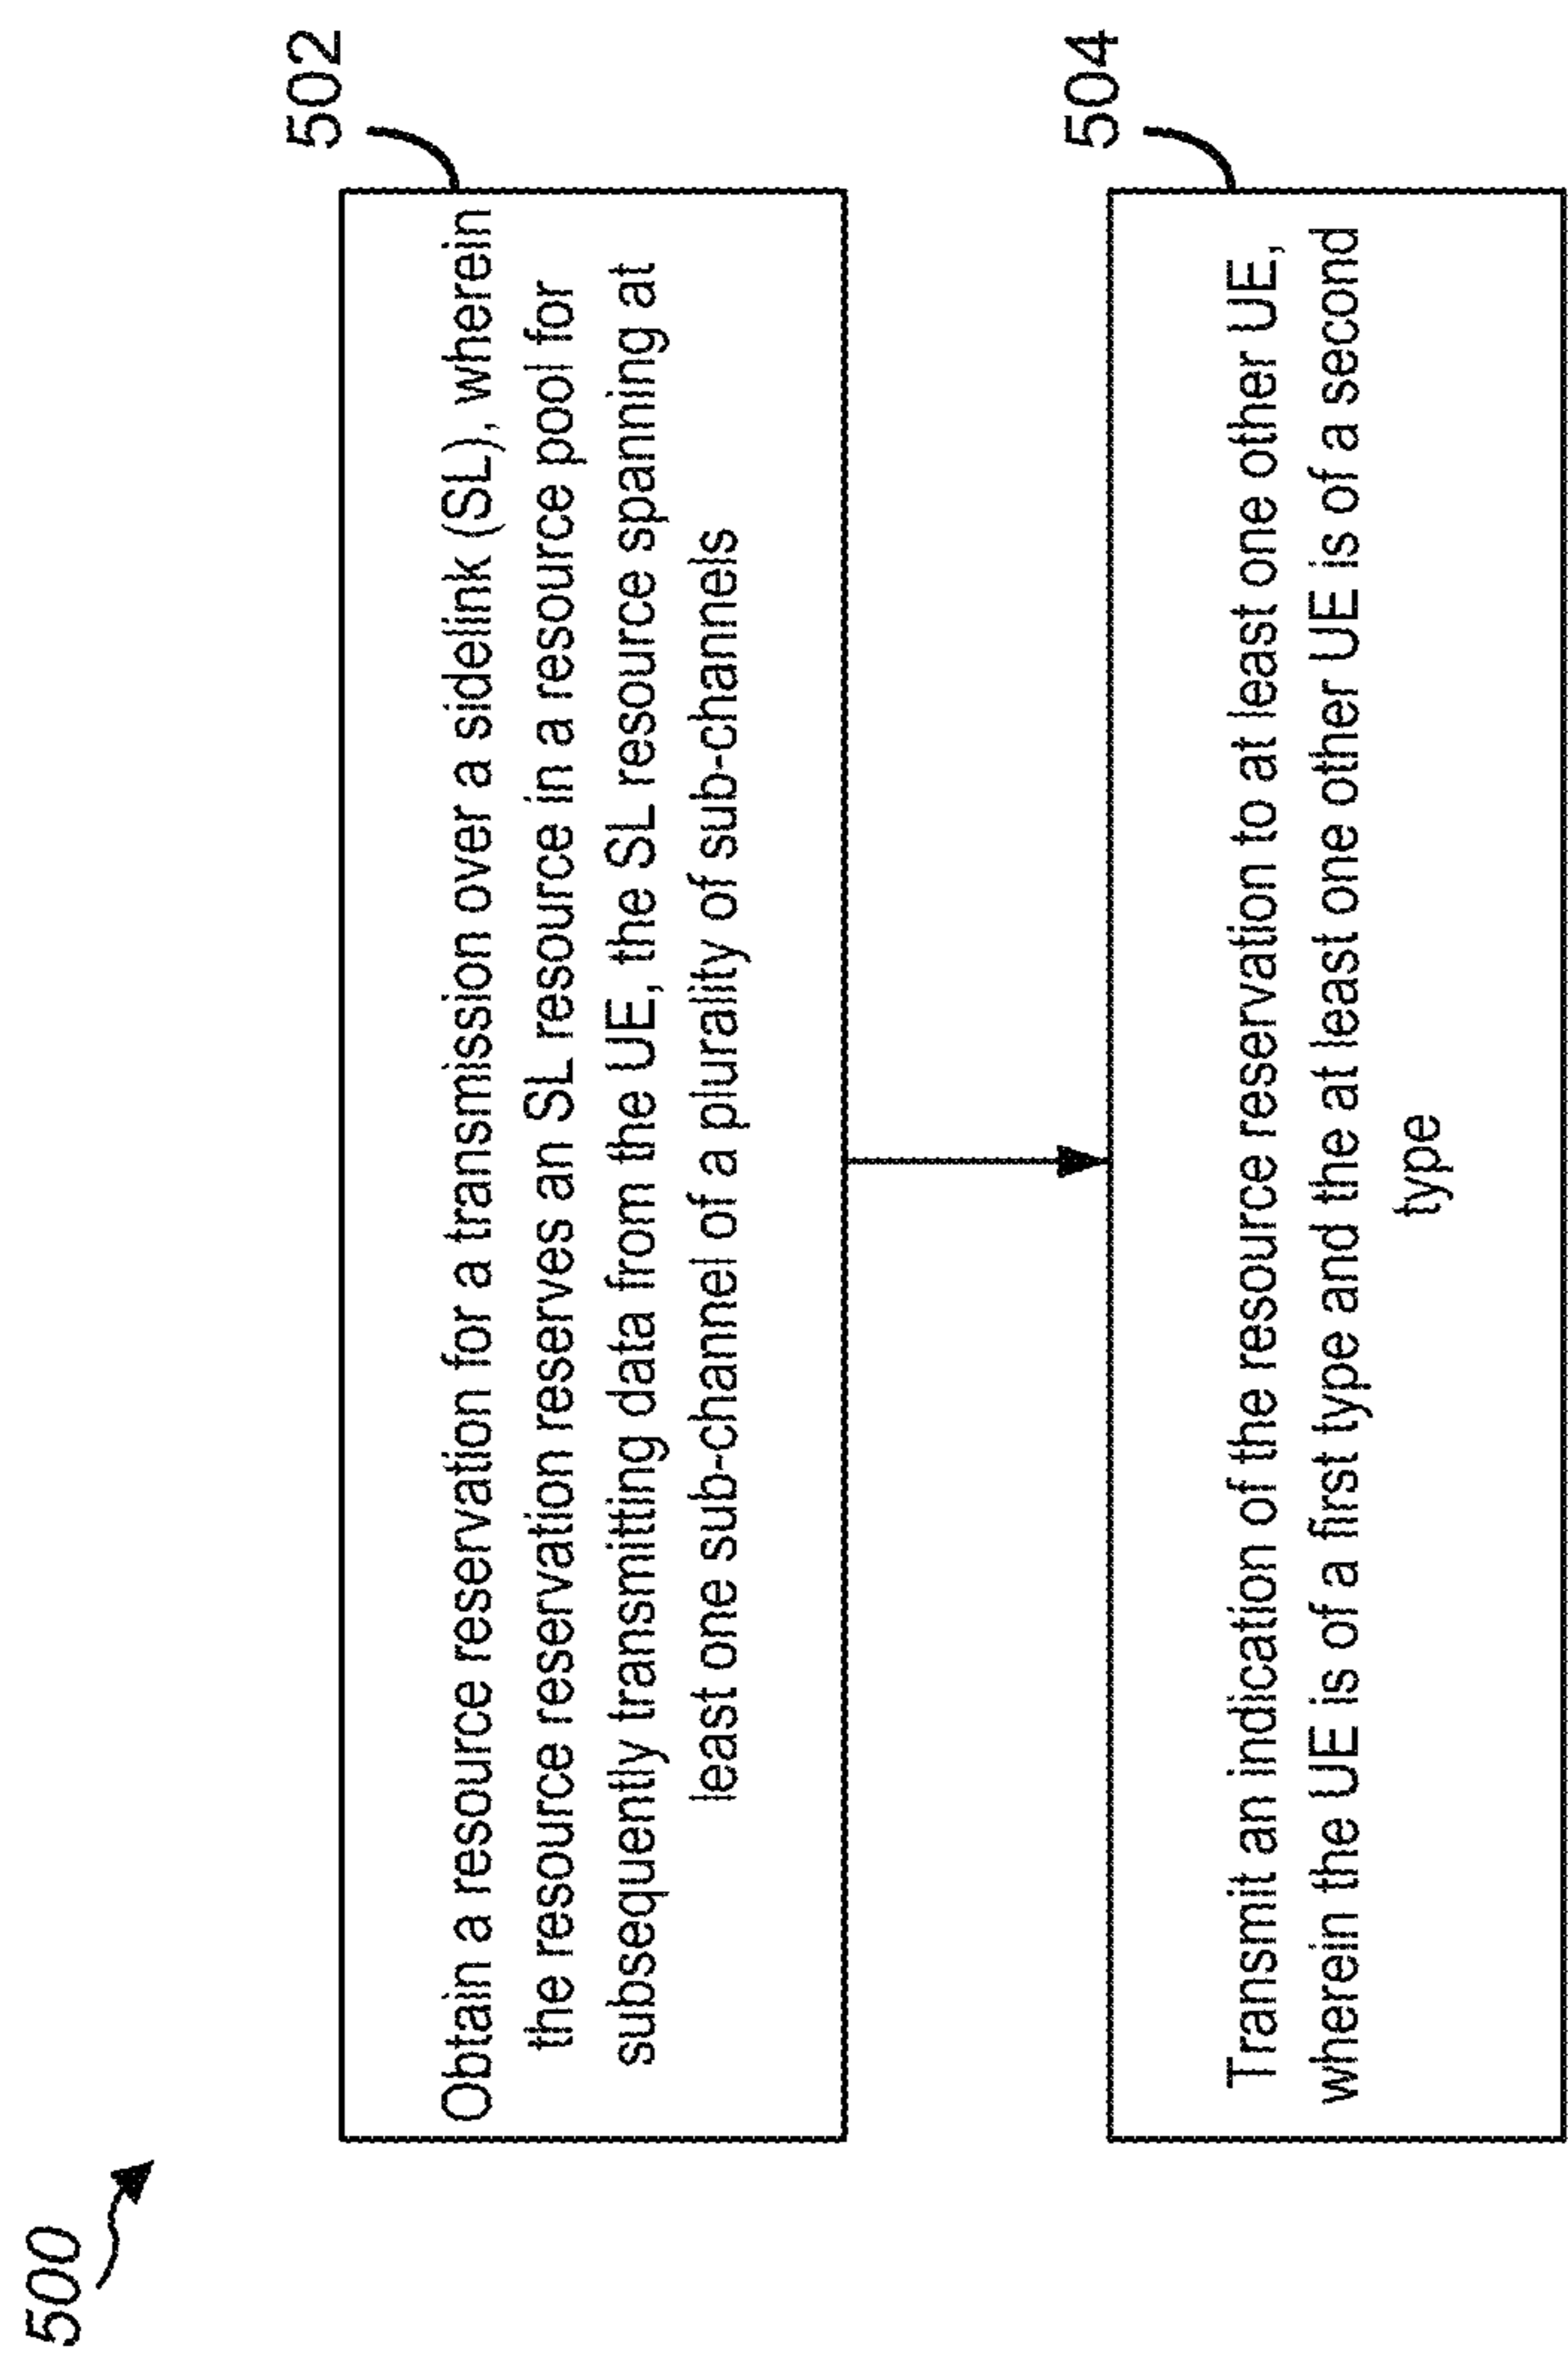 500
502
Obtain a resource reservation for a transmission over a sidelink (SL), wherein
the resource reservation reserves an SL resource in a resource pool for
subsequently transmitting data from the UE, the SL resource spanning at
least one sub-channel of a plurality of sub-channels
504
Transmit an indication of the resource reservation to at least one other UE,
wherein the UE is of a first type and the at least one other UE is of a second
type